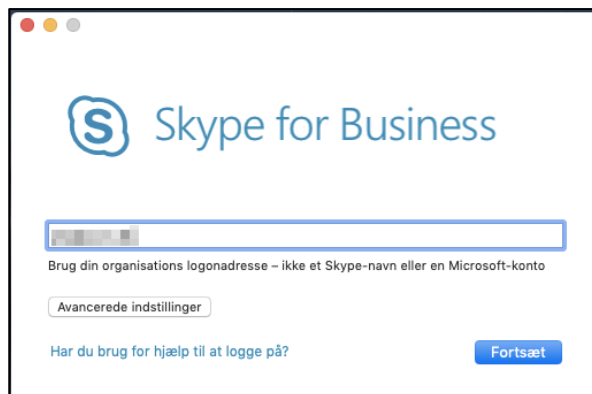 Skype for Business
Brug din organisations logonadresse – ikke et Skype-navn eller en Microsoft-konto
Avancerede indstillinger
Har du brug for hjælp til at logge på?
Fortsæt